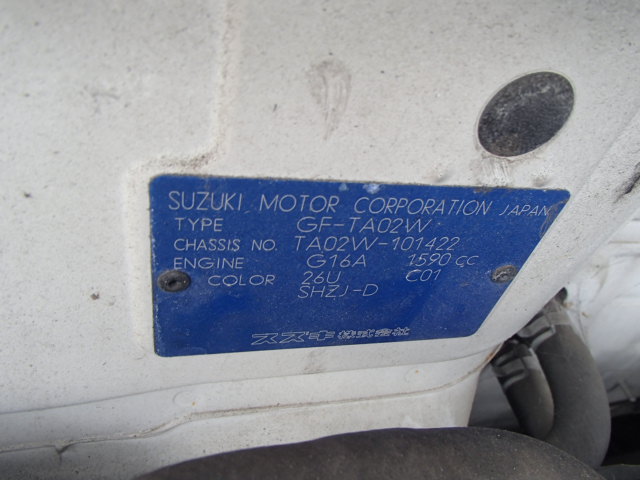 SUZUKI MOTOR CORPORATION JAPAN
TYPE GF-TA02W
CHASSIS NO. TA02W-101422
ENGINE G16A 1590 cc
COLOR 26U C01
SHZJ-D
スズキ株式会社